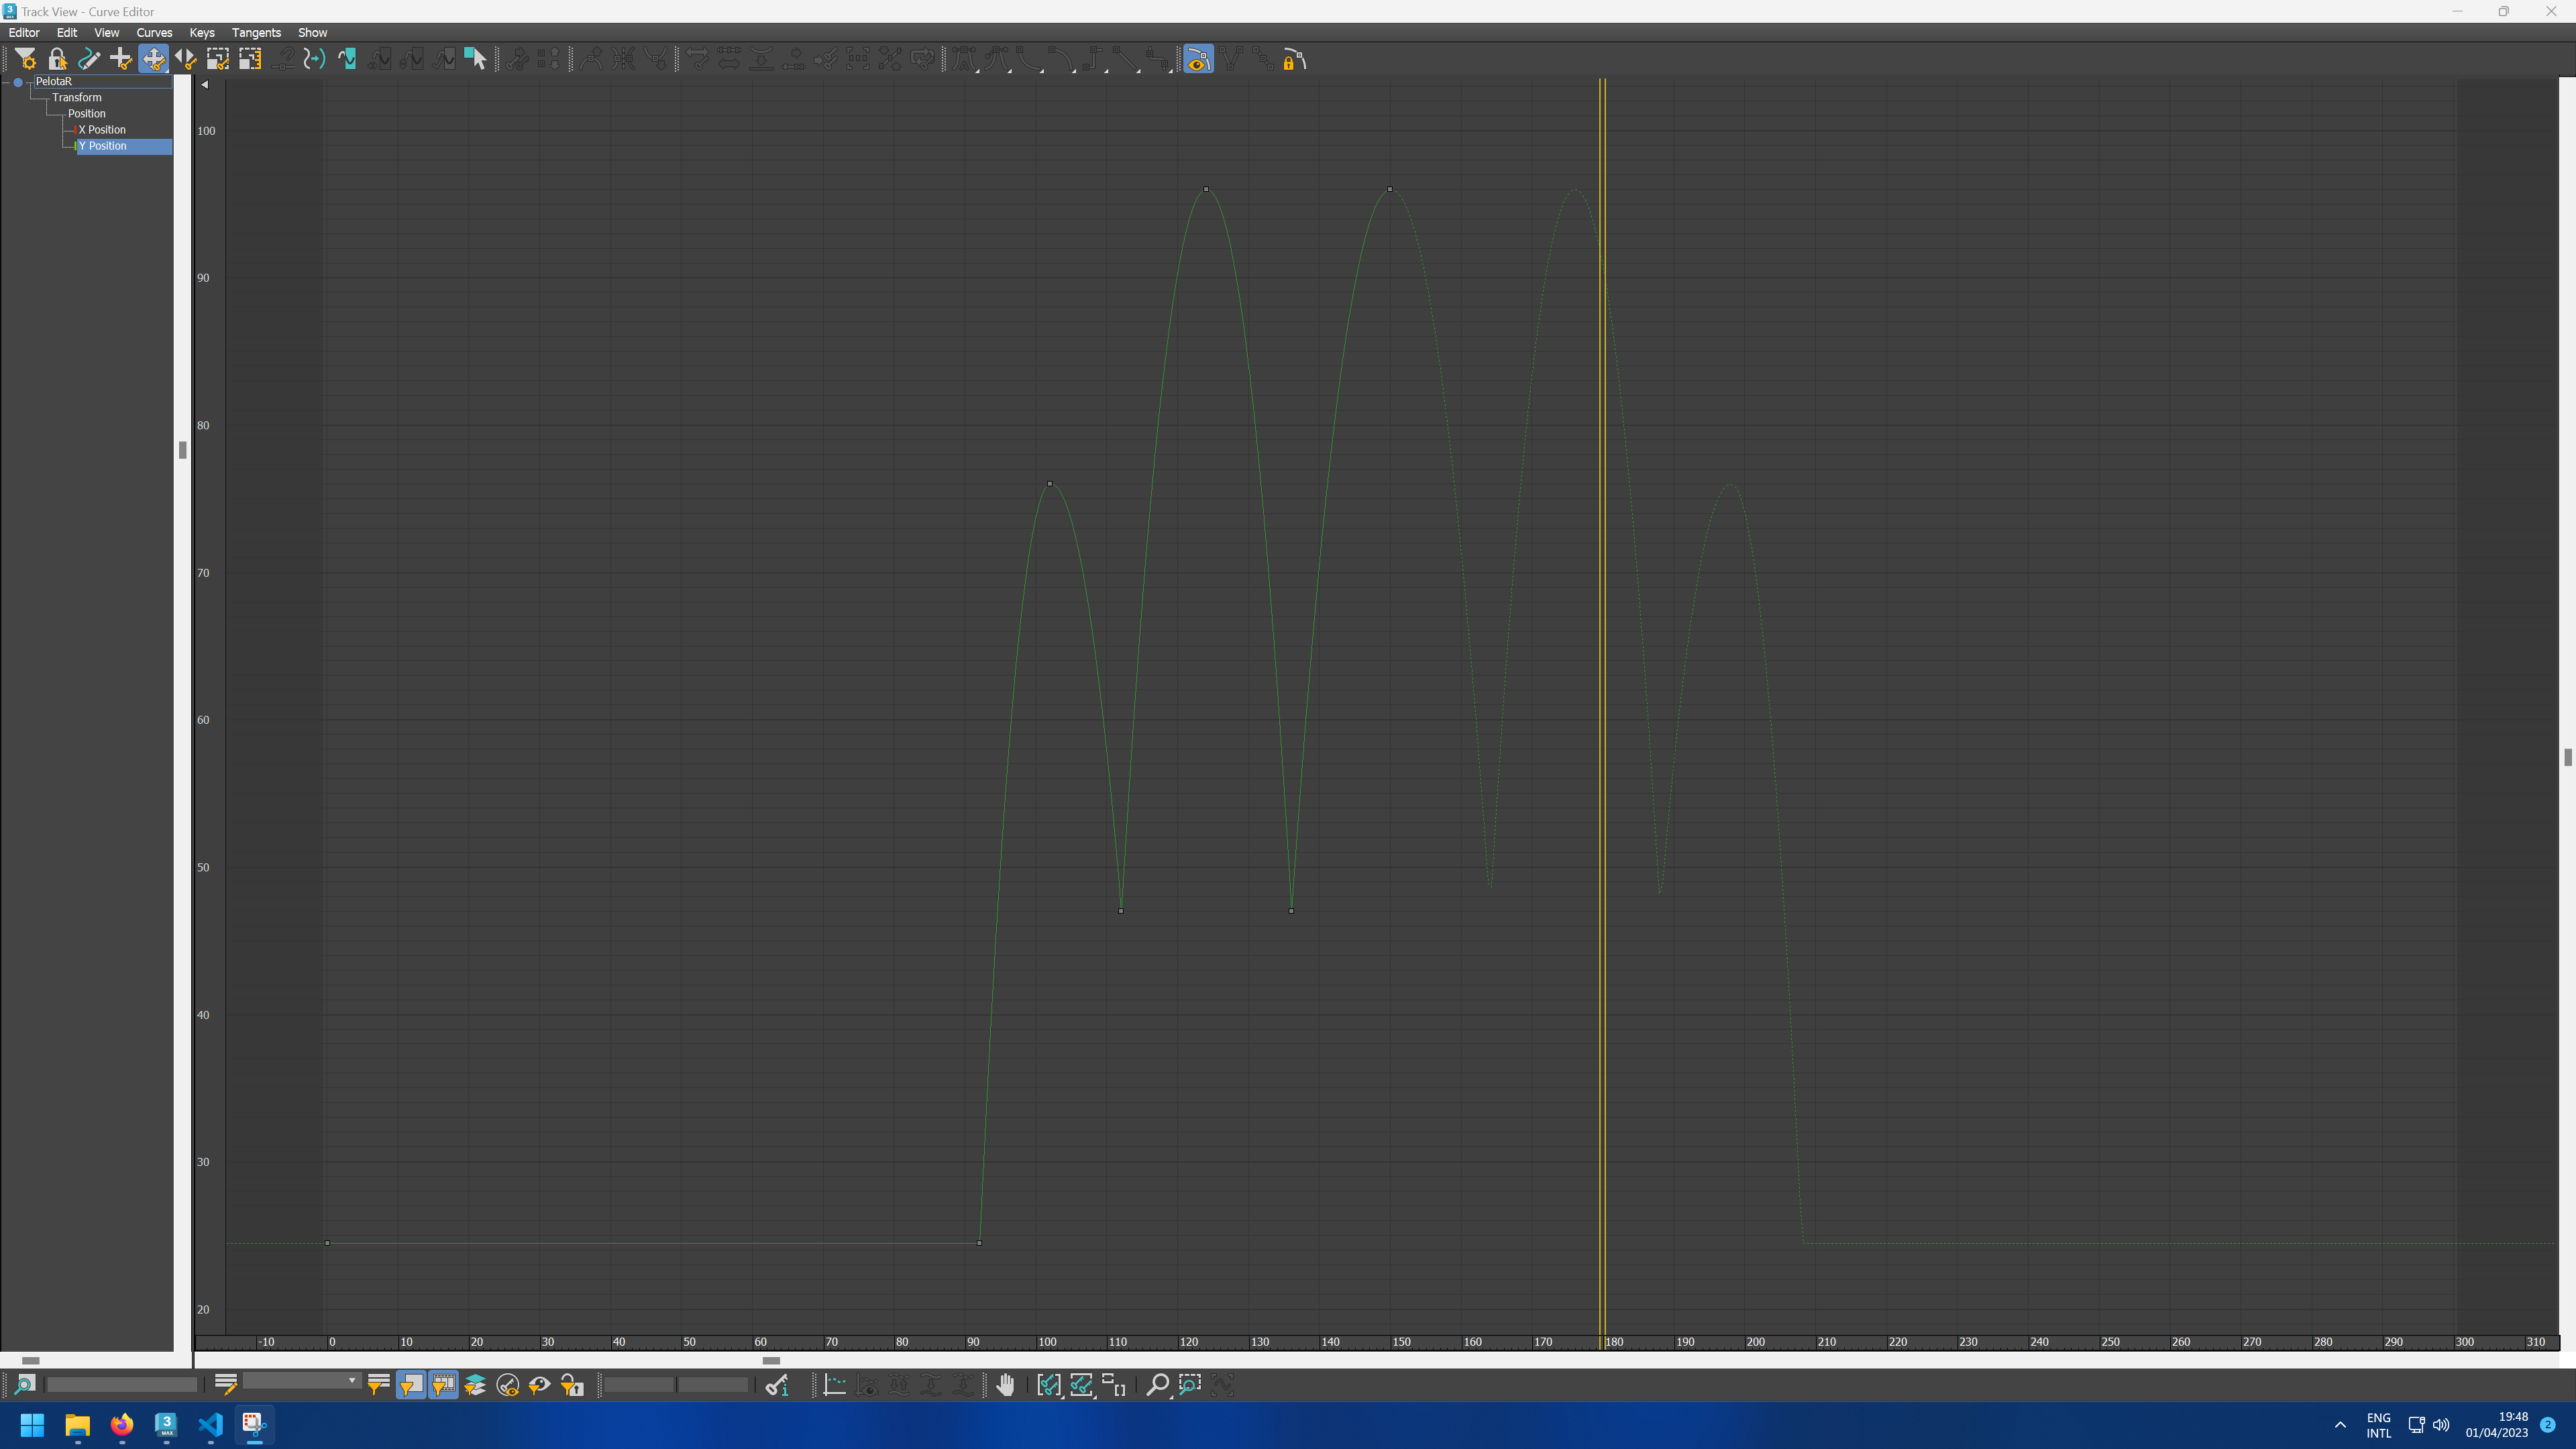 Track View - Curve Editor
Editor Edit View Curves Keys Tangents Show
PelotaR
Transform
Position
X Position
Y Position
100
90
80
70
60
50
40
30
20
-10 0 10 20 30 40 50 60 70 80 90 100 110 120 130 140 150 160 170 180 190 200 210 220 230 240 250 260 270 280 290 300 310
3
MAX
ENG
INTL
19:48
01/04/2023
2